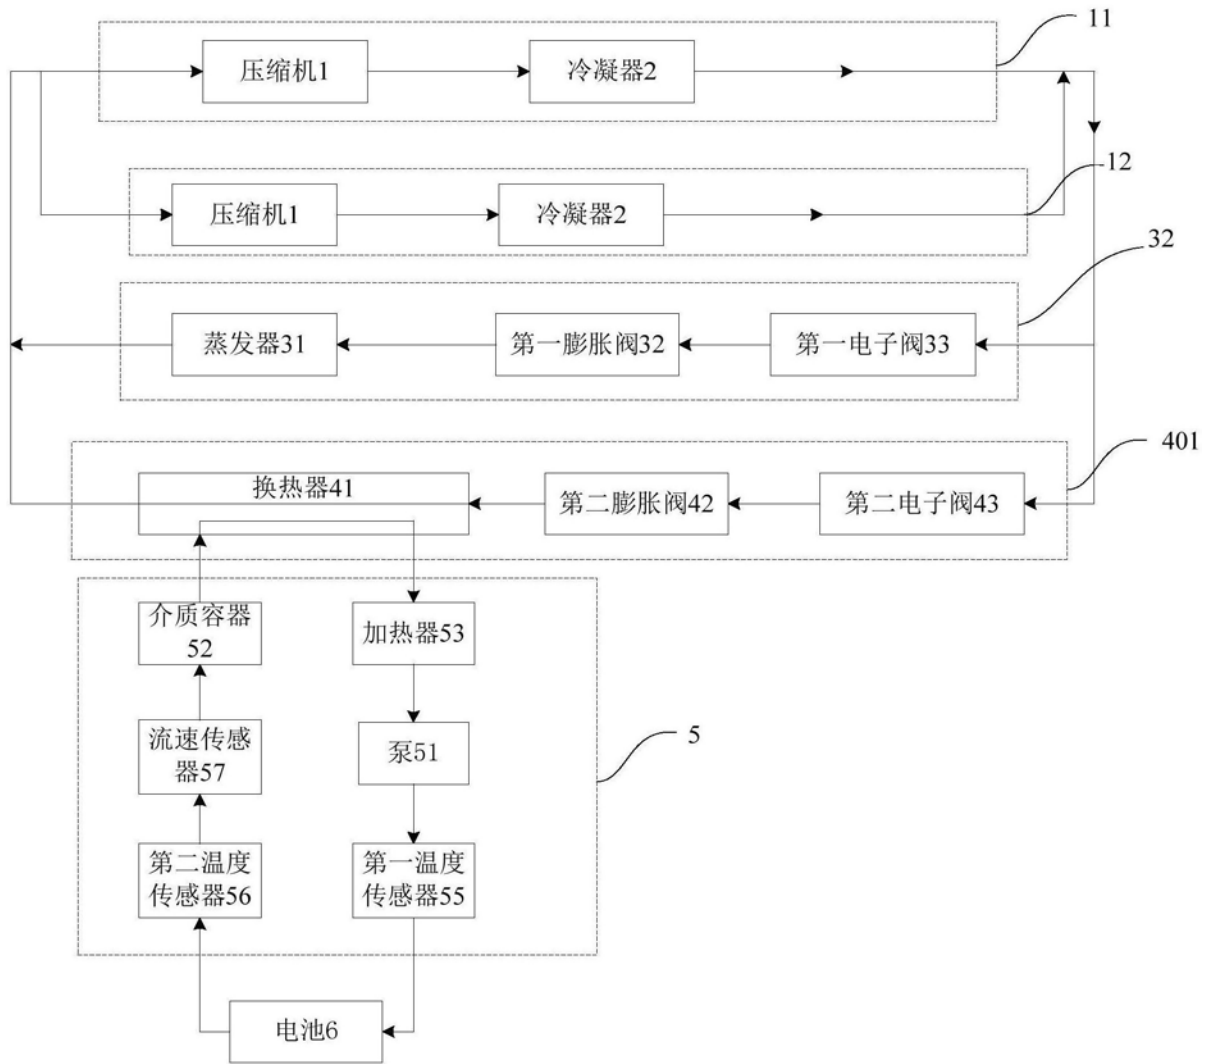 11
压缩机1
冷凝器2
12
压缩机1
冷凝器2
32
蒸发器31
第一膨胀阀32
第一电子阀33
401
换热器41
第二膨胀阀42
第二电子阀43
介质容器
52
加热器53
流速传感
器57
泵51
5
第二温度
传感器56
第一温度
传感器55
电池6